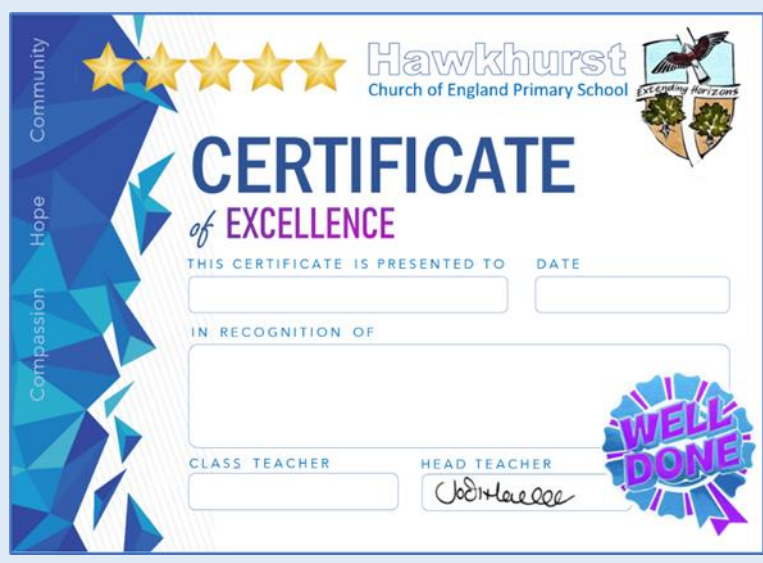 Community
Hope
Compassion
Hawkhurst
Church of England Primary School
Extending Horizons
CERTIFICATE
of EXCELLENCE
THIS CERTIFICATE IS PRESENTED TO
DATE
IN RECOGNITION OF
WELL
DONE
CLASS TEACHER
HEAD TEACHER